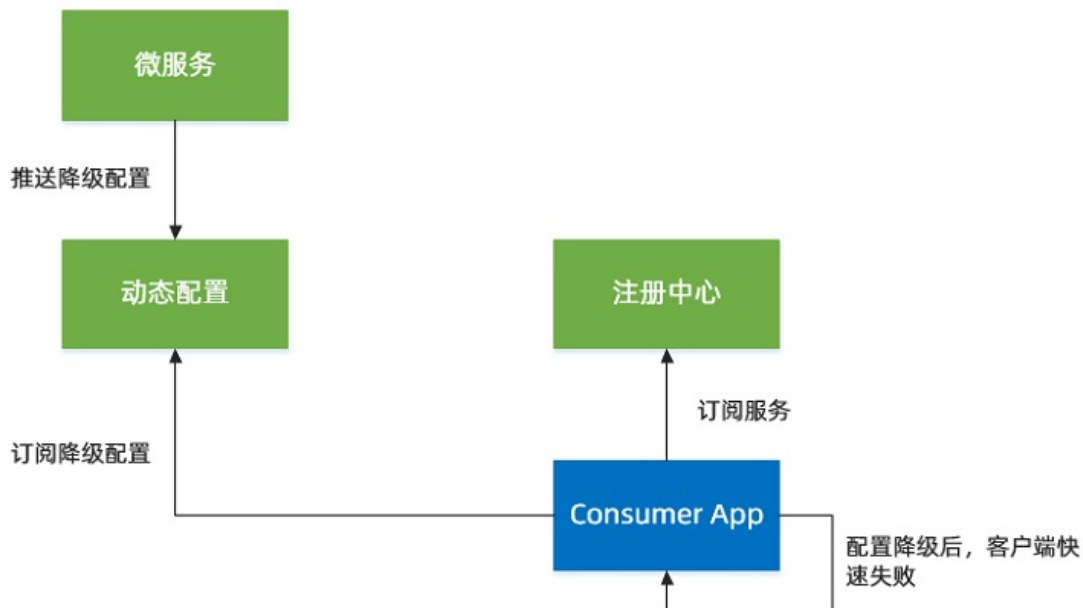 微服务
推送降级配置
动态配置
注册中心
订阅服务
订阅降级配置
Consumer App
配置降级后，客户端快
速失败